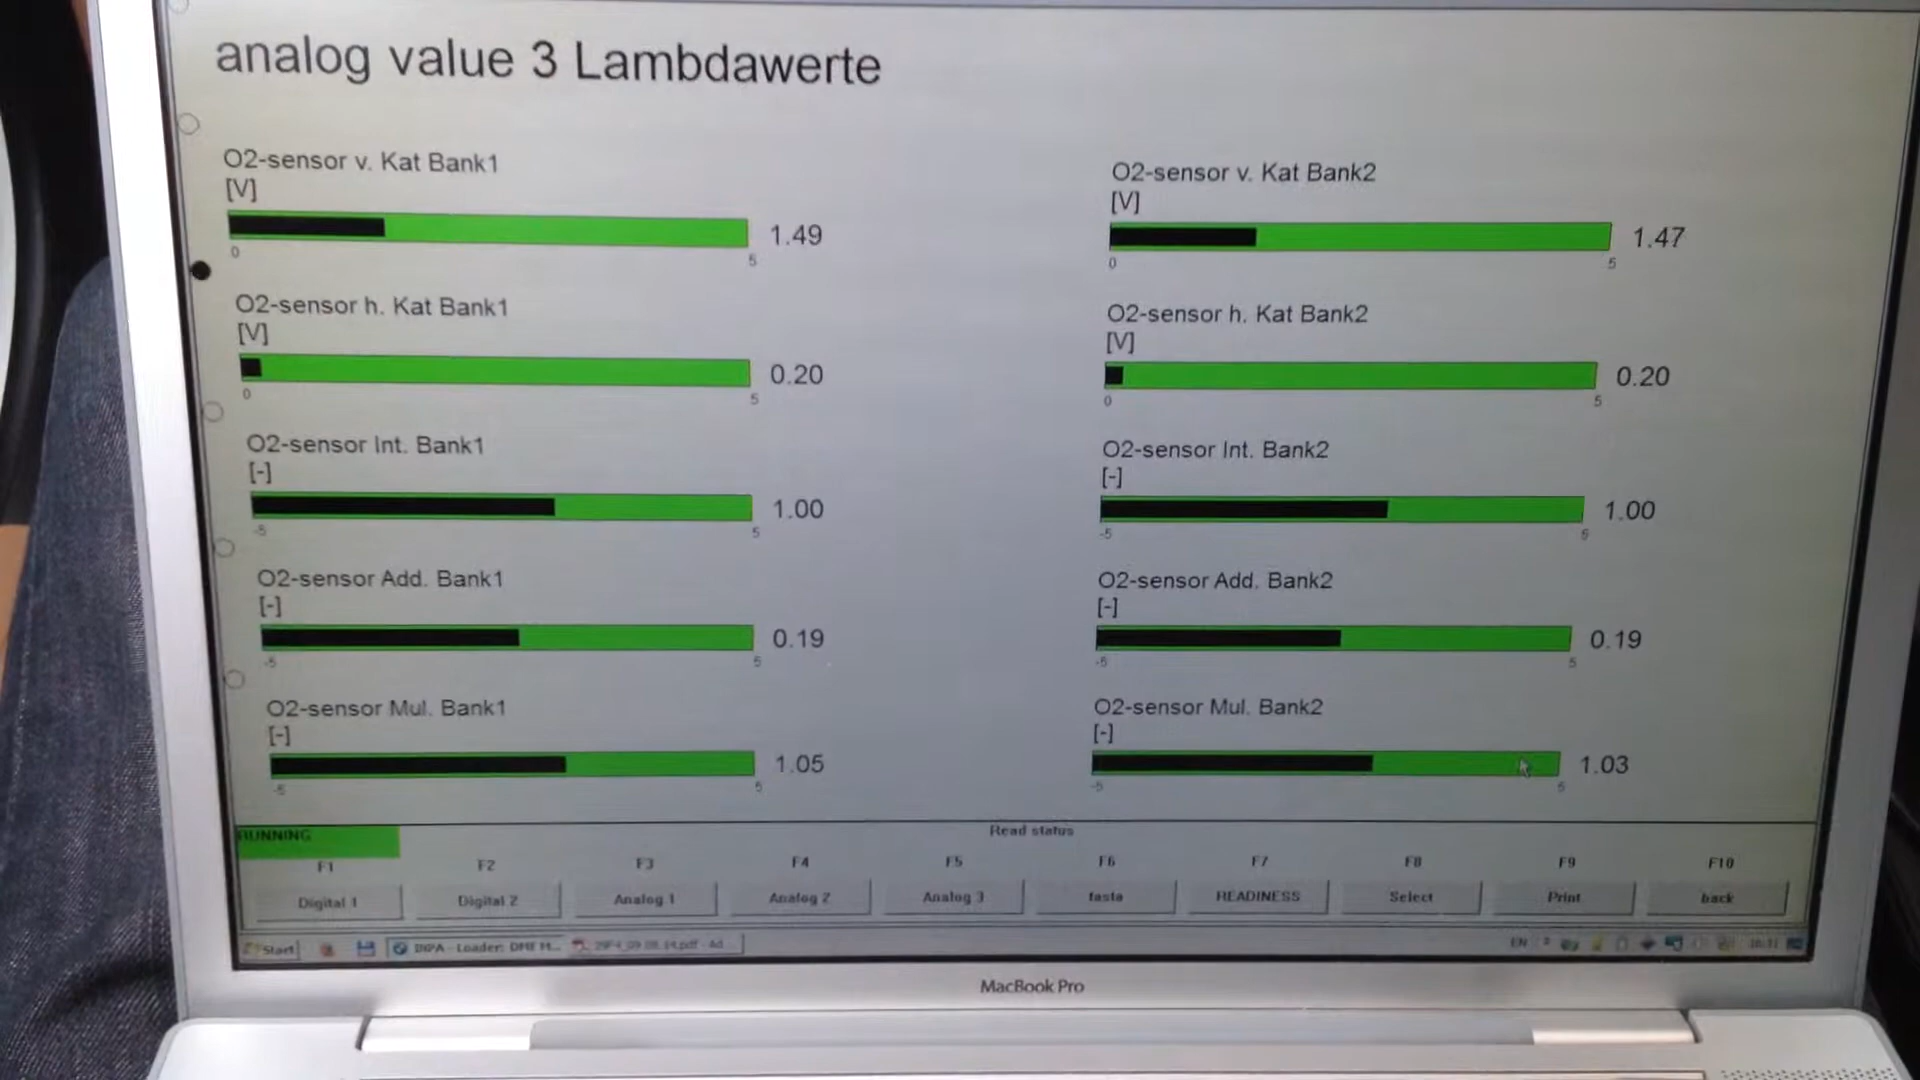 analog value 3 Lambdawerte
O2-sensor v. Kat Bank1
[V]
1.49
0
5
O2-sensor v. Kat Bank2
[V]
1.47
0
5
O2-sensor h. Kat Bank1
[V]
0.20
0
5
O2-sensor h. Kat Bank2
[V]
0.20
0
5
O2-sensor Int. Bank1
[-]
1.00
-5
5
O2-sensor Int. Bank2
[-]
1.00
-5
5
O2-sensor Add. Bank1
[-]
0.19
-5
5
O2-sensor Add. Bank2
[-]
0.19
-5
5
O2-sensor Mul. Bank1
[-]
1.05
-5
5
O2-sensor Mul. Bank2
[-]
1.03
-5
5
RUNNING
Read status
F1 F2 F3 F4 F5 F6 F7 F8 F9 F10
Digital 1 Digital 2 Analog 1 Analog 2 Analog 3 fasta READINESS Select Print back
Start
INPA - Loader:
EN
MacBook Pro